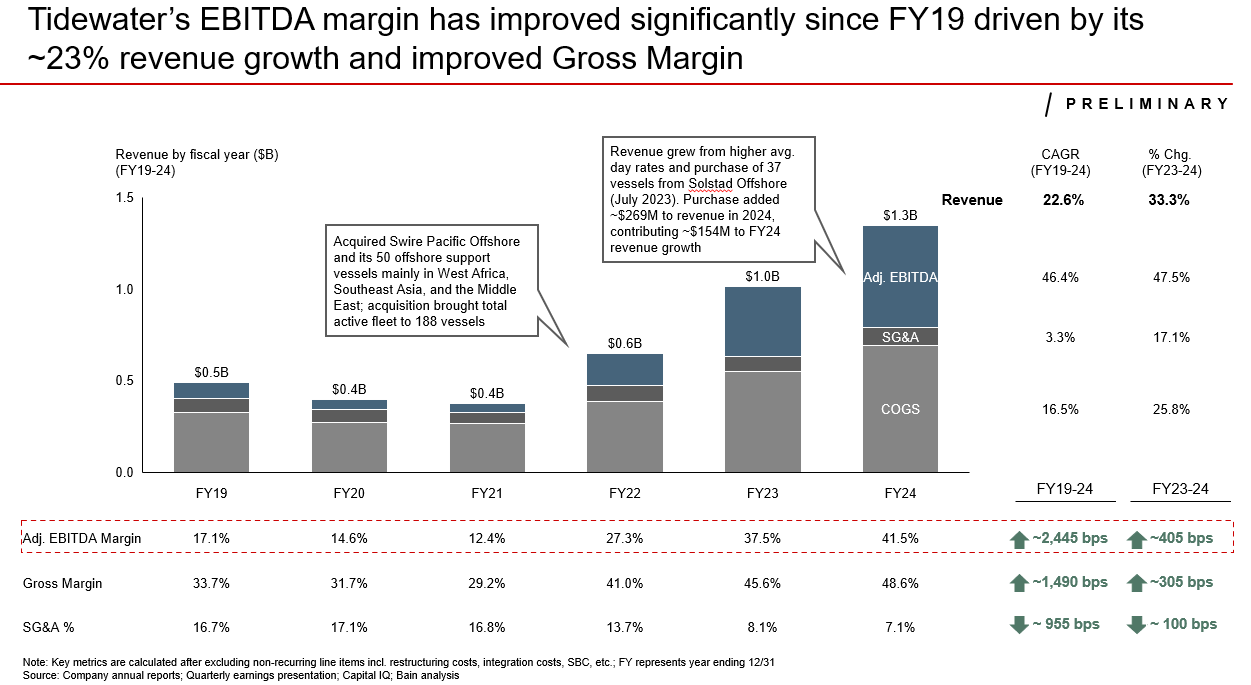 Tidewater’s EBITDA margin has improved significantly since FY19 driven by its
~23% revenue growth and improved Gross Margin
PRELIMINARY
Revenue by fiscal year ($B)
(FY19-24)
CAGR
(FY19-24)
% Chg.
(FY23-24)
Revenue 22.6% 33.3%
Revenue grew from higher avg.
day rates and purchase of 37
vessels from Solstad Offshore
(July 2023). Purchase added
~$269M to revenue in 2024,
contributing ~$154M to FY24
revenue growth
Acquired Swire Pacific Offshore
and its 50 offshore support
vessels mainly in West Africa,
Southeast Asia, and the Middle
East; acquisition brought total
active fleet to 188 vessels
1.5
1.0
0.5
0.0
$0.5B
$0.4B
$0.4B
$0.6B
$1.0B
$1.3B
Adj. EBITDA 46.4% 47.5%
SG&A 3.3% 17.1%
COGS 16.5% 25.8%
FY19 FY20 FY21 FY22 FY23 FY24 FY19-24 FY23-24
Adj. EBITDA Margin 17.1% 14.6% 12.4% 27.3% 37.5% 41.5% ~2,445 bps ~405 bps
Gross Margin 33.7% 31.7% 29.2% 41.0% 45.6% 48.6% ~1,490 bps ~305 bps
SG&A % 16.7% 17.1% 16.8% 13.7% 8.1% 7.1% ~ 955 bps ~ 100 bps
Note: Key metrics are calculated after excluding non-recurring line items incl. restructuring costs, integration costs, SBC, etc.; FY represents year ending 12/31
Source: Company annual reports; Quarterly earnings presentation; Capital IQ; Bain analysis